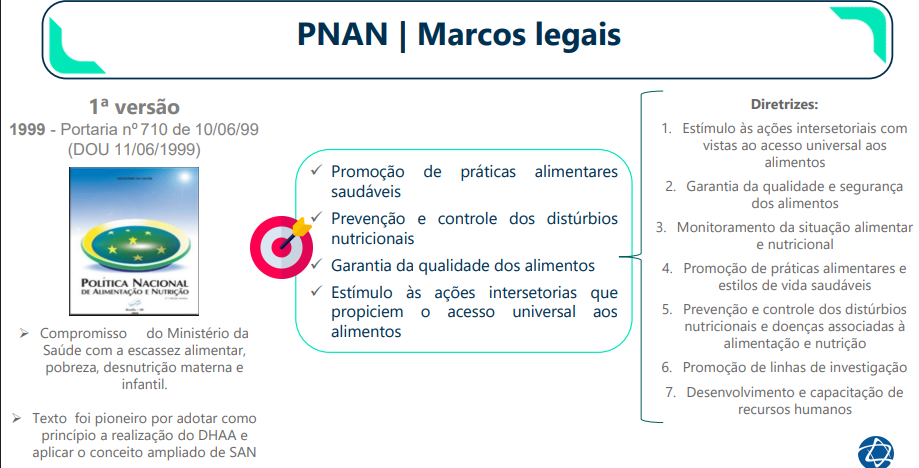 PNAN | Marcos legais
1ª versão
1999 - Portaria nº 710 de 10/06/99
(DOU 11/06/1999)
POLÍTICA NACIONAL
DE ALIMENTAÇÃO E NUTRIÇÃO
➢ Compromisso do Ministério da
Saúde com a escassez alimentar,
pobreza, desnutrição materna e
infantil.
➢ Texto foi pioneiro por adotar como
princípio a realização do DHAA e
aplicar o conceito ampliado de SAN
✓ Promoção de práticas alimentares
saudáveis
✓ Prevenção e controle dos distúrbios
nutricionais
✓ Garantia da qualidade dos alimentos
✓ Estímulo às ações intersetorias que
propiciem o acesso universal aos
alimentos
Diretrizes:
1. Estímulo às ações intersetoriais com
vistas ao acesso universal aos
alimentos
2. Garantia da qualidade e segurança
dos alimentos
3. Monitoramento da situação alimentar
e nutricional
4. Promoção de práticas alimentares e
estilos de vida saudáveis
5. Prevenção e controle dos distúrbios
nutricionais e doenças associadas à
alimentação e nutrição
6. Promoção de linhas de investigação
7. Desenvolvimento e capacitação de
recursos humanos